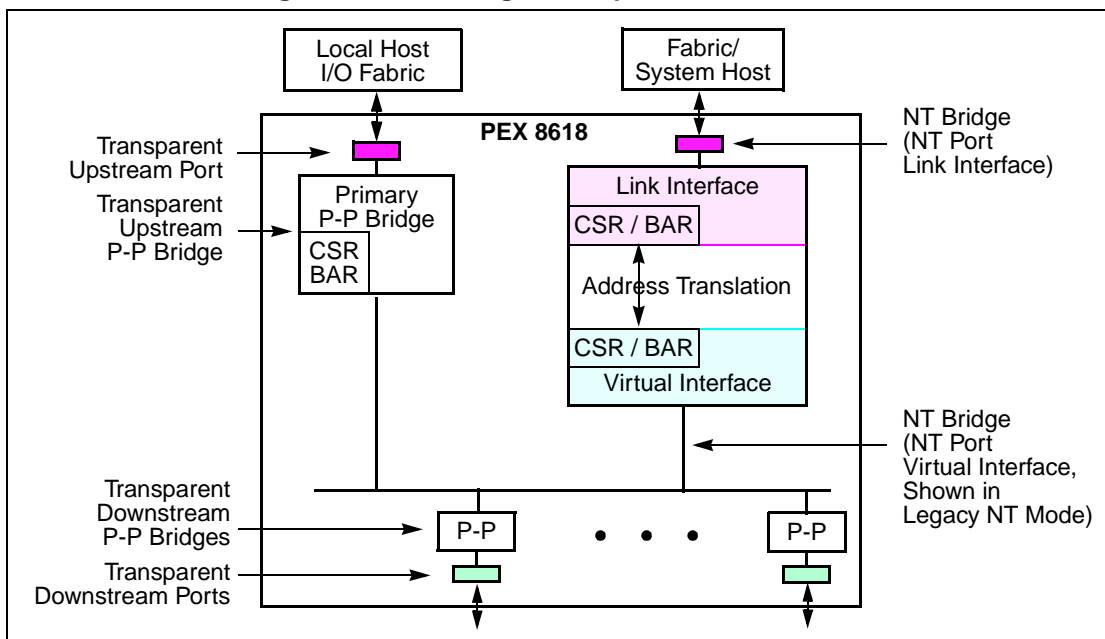 Local Host
I/O Fabric
Fabric/
System Host
PEX 8618
Transparent
Upstream Port
NT Bridge
(NT Port
Link Interface)
Transparent
Upstream
P-P Bridge
Primary
P-P Bridge
CSR
BAR
Link Interface
CSR / BAR
Address Translation
CSR / BAR
Virtual Interface
NT Bridge
(NT Port
Virtual Interface,
Shown in
Legacy NT Mode)
Transparent
Downstream
P-P Bridges
P-P
P-P
Transparent
Downstream Ports